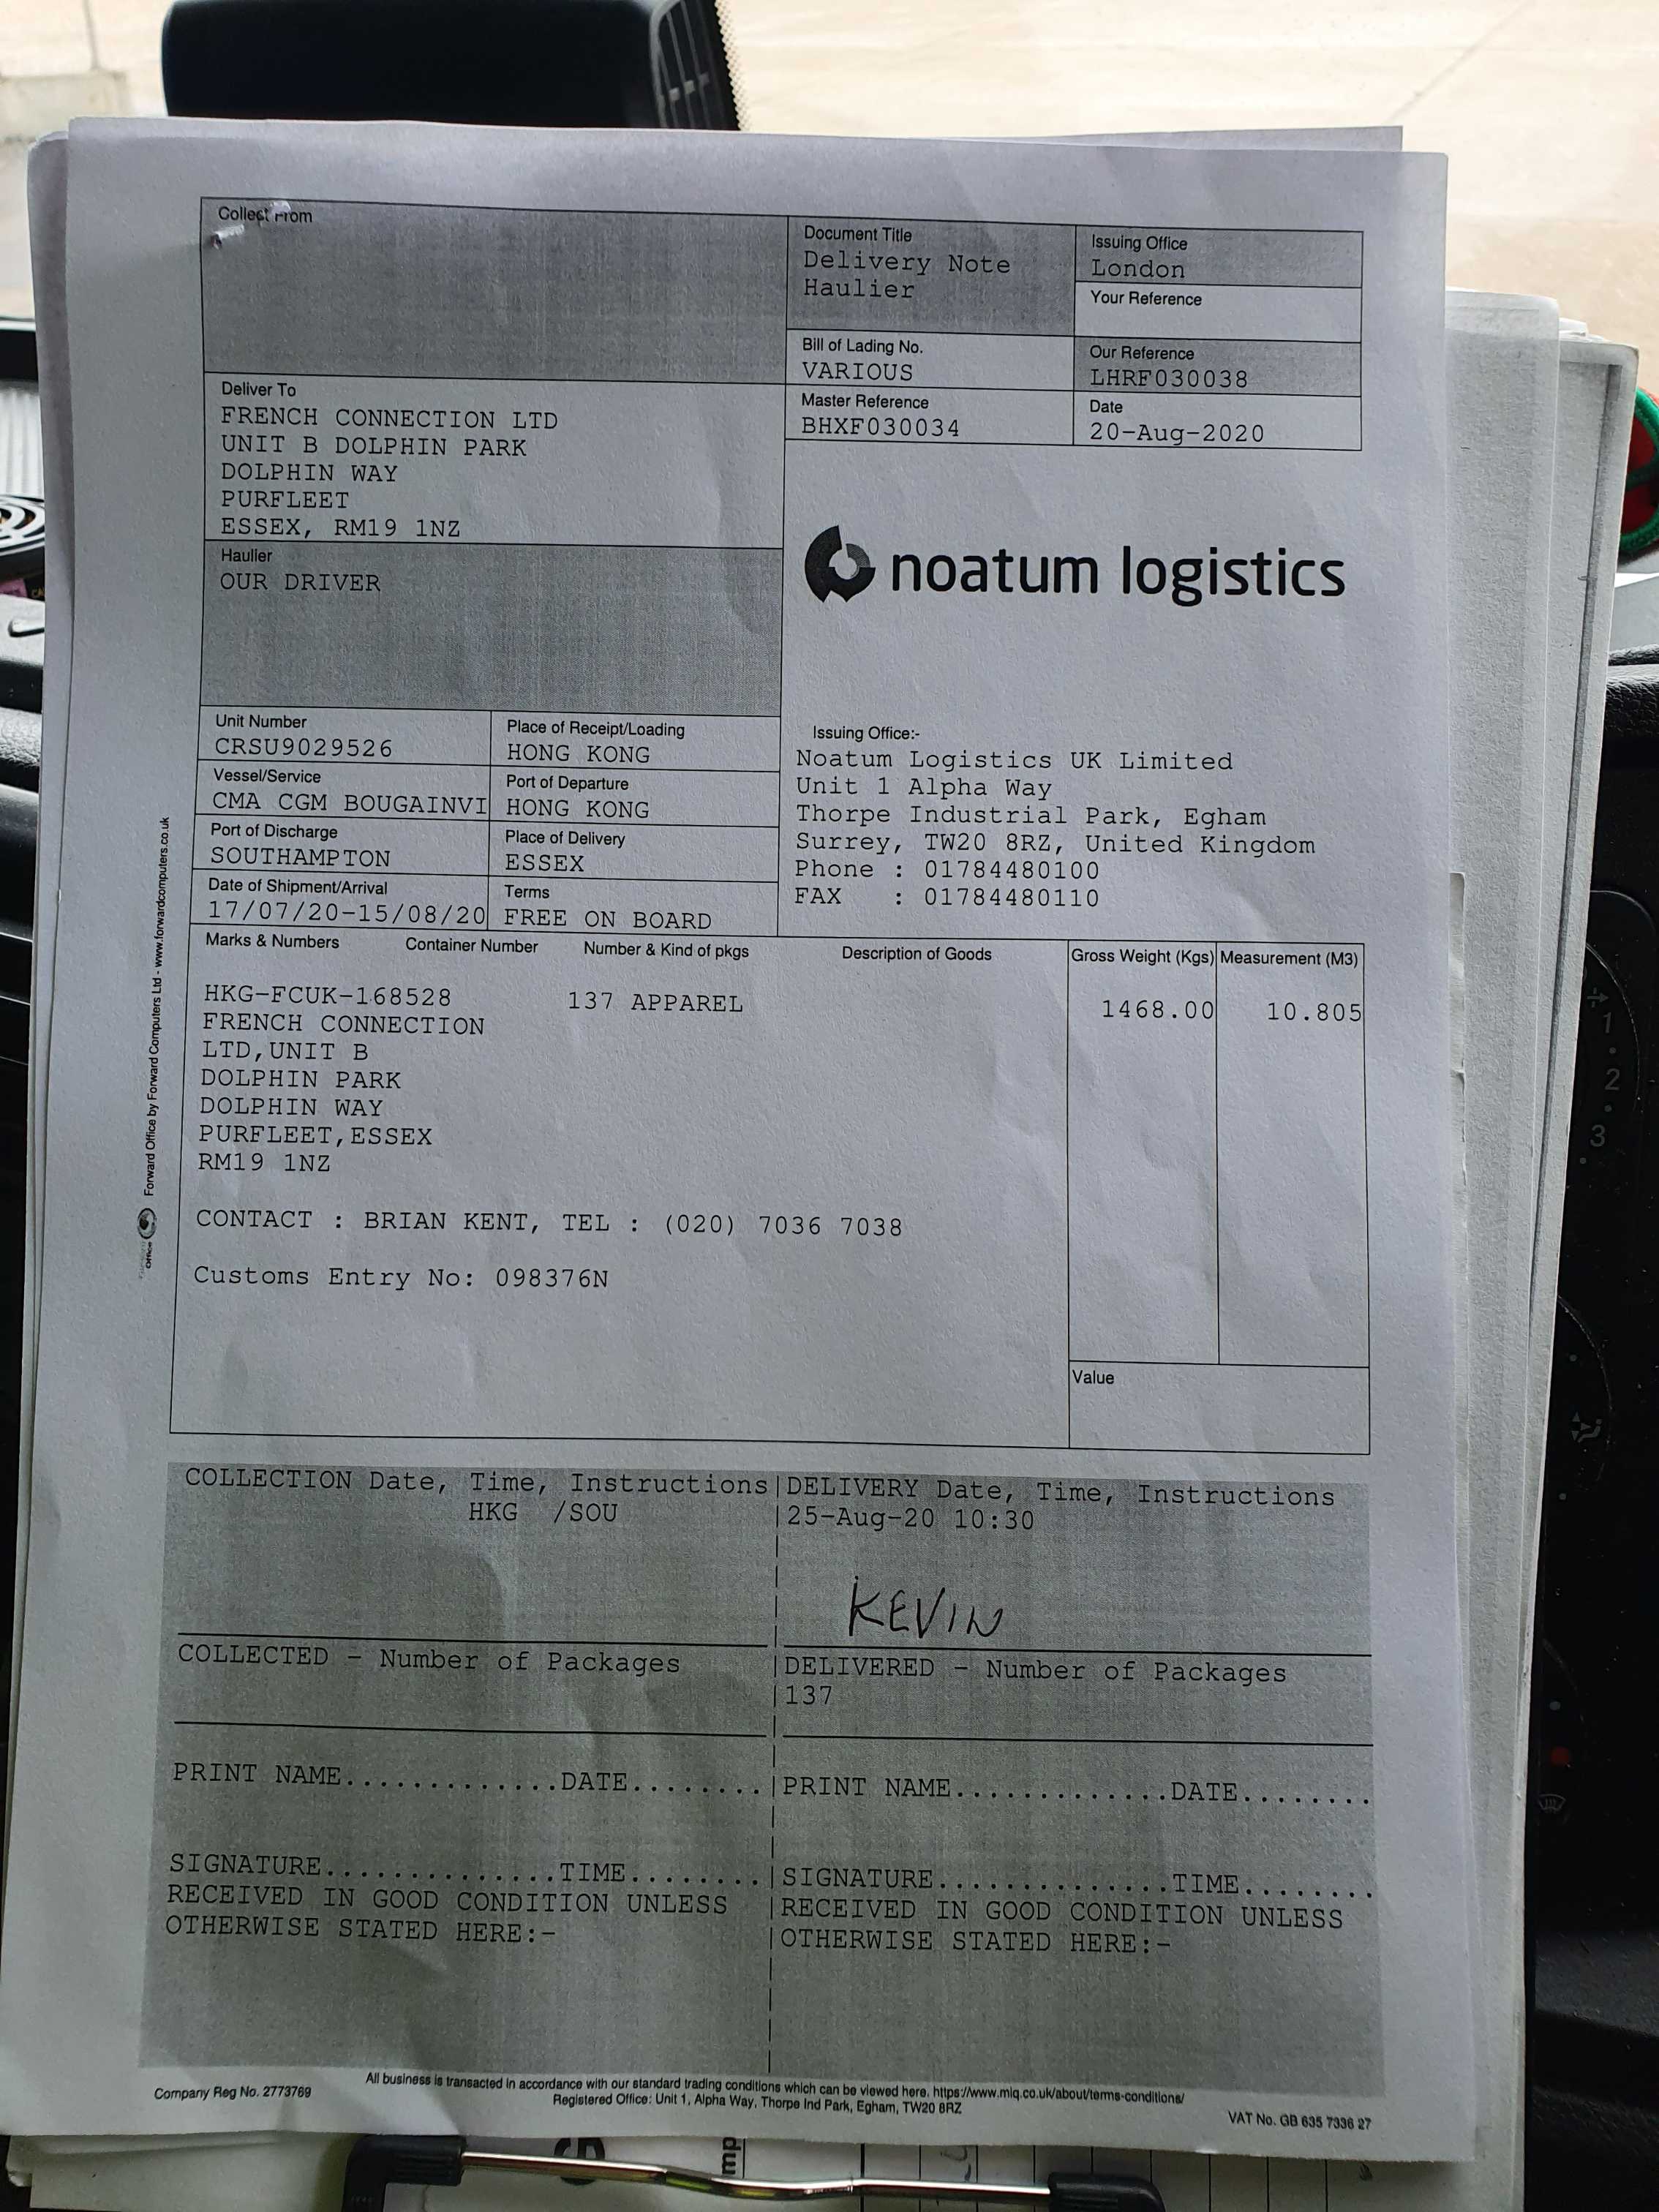 Collect From
Document Title
Delivery Note
Haulier
Issuing Office
London
Your Reference
Bill of Lading No.
VARIOUS
Our Reference
LHRF030038
Master Reference
BHXF030034
Date
20-Aug-2020
Deliver To
FRENCH CONNECTION LTD
UNIT B DOLPHIN PARK
DOLPHIN WAY
PURFLEET
ESSEX, RM19 1NZ
Haulier
OUR DRIVER
noatum logistics
Unit Number
CRSU9029526
Place of Receipt/Loading
HONG KONG
Vessel/Service
CMA CGM BOUGAINVI
Port of Departure
HONG KONG
Port of Discharge
SOUTHAMPTON
Place of Delivery
ESSEX
Date of Shipment/Arrival
17/07/20-15/08/20
Terms
FREE ON BOARD
Issuing Office:-
Noatum Logistics UK Limited
Unit 1 Alpha Way
Thorpe Industrial Park, Egham
Surrey, TW20 8RZ, United Kingdom
Phone : 01784480100
FAX : 01784480110
Marks & Numbers Container Number Number & Kind of pkgs Description of Goods Gross Weight (Kgs) Measurement (M3)
HKG-FCUK-168528 137 APPAREL 1468.00 10.805
FRENCH CONNECTION
LTD,UNIT B
DOLPHIN PARK
DOLPHIN WAY
PURFLEET,ESSEX
RM19 1NZ
CONTACT : BRIAN KENT, TEL : (020) 7036 7038
Customs Entry No: 098376N
Value
Forward Office by Forward Computers Ltd - www.forwardcomputers.co.uk
Office
COLLECTION Date, Time, Instructions
HKG /SOU
DELIVERY Date, Time, Instructions
25-Aug-20 10:30
KEVIN
COLLECTED - Number of Packages
DELIVERED - Number of Packages
137
PRINT NAME.............DATE........
PRINT NAME.............DATE........
SIGNATURE..............TIME........
RECEIVED IN GOOD CONDITION UNLESS
OTHERWISE STATED HERE:-
SIGNATURE..............TIME........
RECEIVED IN GOOD CONDITION UNLESS
OTHERWISE STATED HERE:-
All business is transacted in accordance with our standard trading conditions which can be viewed here. https://www.miq.co.uk/about/terms-conditions/
Company Reg No. 2773769
Registered Office: Unit 1, Alpha Way, Thorpe Ind Park, Egham, TW20 8RZ
VAT No. GB 635 7336 27
mp
1
2
3